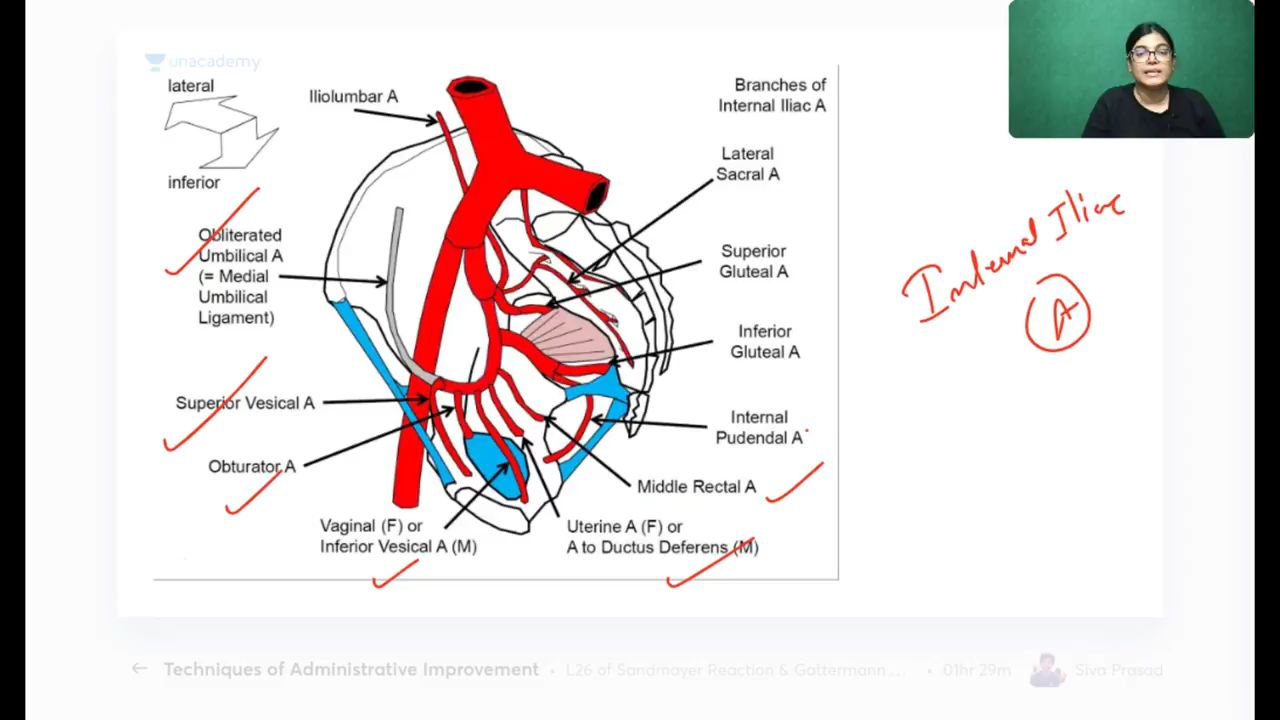 unacademy
lateral
inferior
Iliolumbar A
Branches of
Internal Iliac A
Lateral
Sacral A
Obliterated
Umbilical A
(= Medial
Umbilical
Ligament)
Superior
Gluteal A
Inferior
Gluteal A
Superior Vesical A
Internal
Pudendal A
Obturator A
Middle Rectal A
Vaginal (F) or
Inferior Vesical A (M)
Uterine A (F) or
A to Ductus Deferens (M)
Internal Iliac
A
Techniques of Administrative Improvement • L26 of Sandmayer Reaction & Gattermann ... • 01hr 29m Siva Prasad